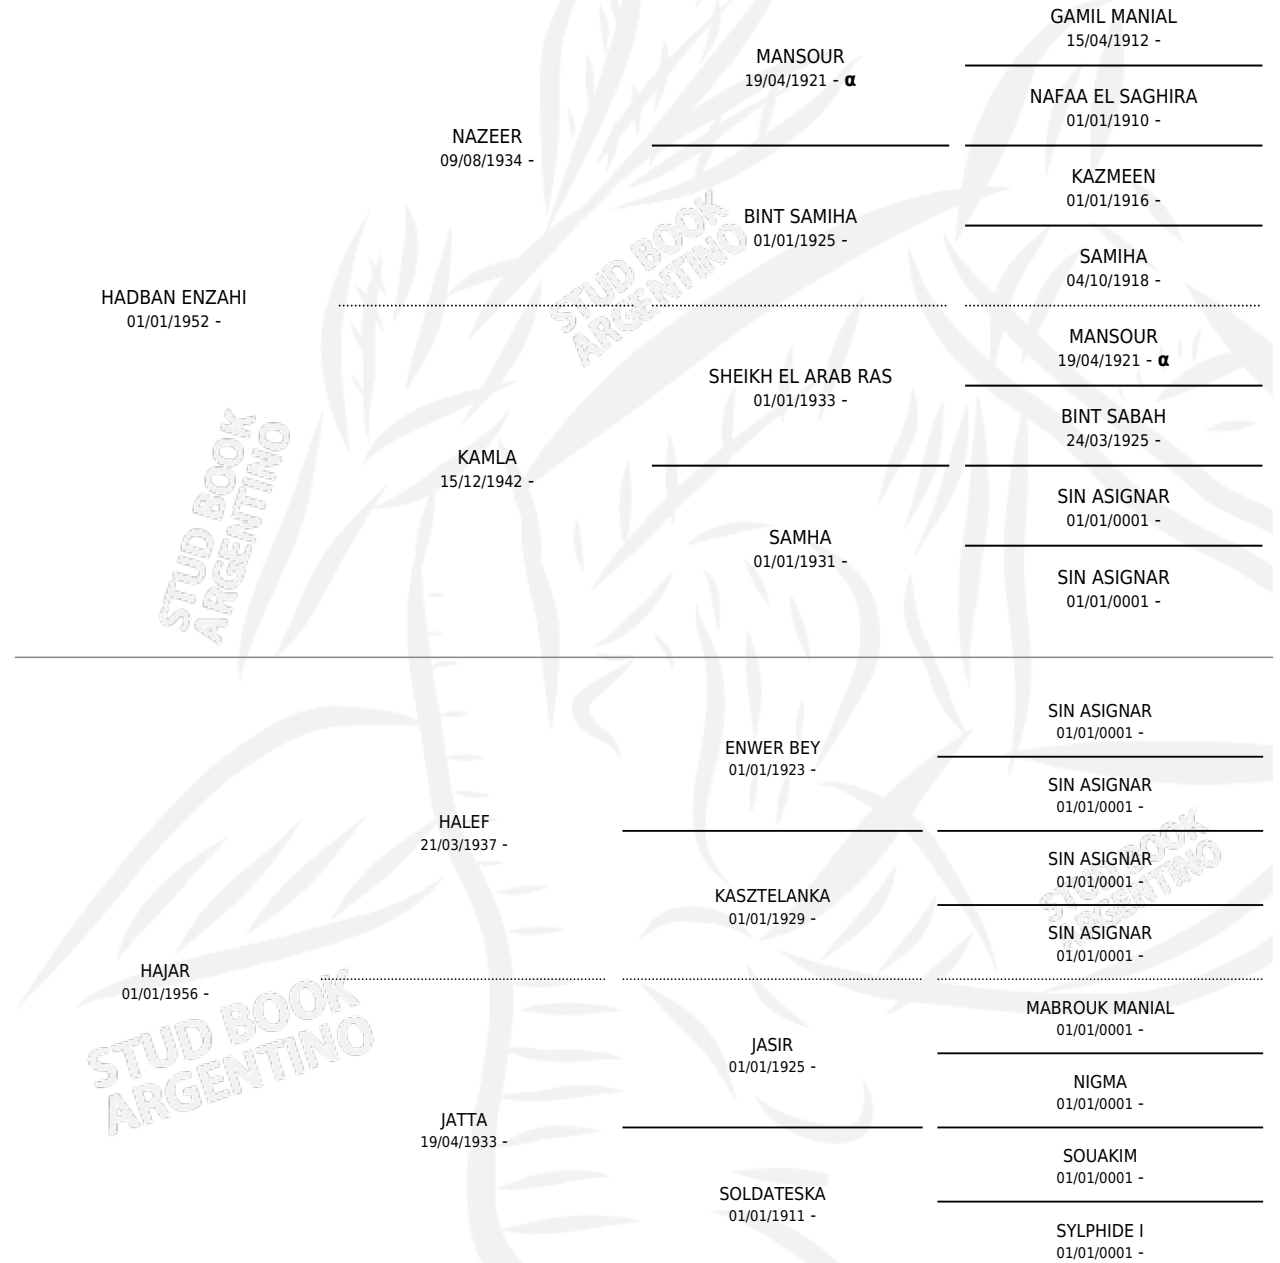 GAMIL MANIAL
15/04/1912 -
MANSOUR
19/04/1921 - α
NAFAA EL SAGHIRA
01/01/1910 -
NAZEER
09/08/1934 -
KAZMEEN
01/01/1916 -
BINT SAMIHA
01/01/1925 -
SAMIHA
04/10/1918 -
HADBAN ENZAHI
01/01/1952 -
MANSOUR
19/04/1921 - α
SHEIKH EL ARAB RAS
01/01/1933 -
BINT SABAH
24/03/1925 -
KAMLA
15/12/1942 -
SIN ASIGNAR
01/01/0001 -
SAMHA
01/01/1931 -
SIN ASIGNAR
01/01/0001 -
STUD BOOK
ARGENTINO
STUD BOOK
ARGENTINO
SIN ASIGNAR
01/01/0001 -
ENWER BEY
01/01/1923 -
SIN ASIGNAR
01/01/0001 -
HALEF
21/03/1937 -
SIN ASIGNAR
01/01/0001 -
KASZTELANKA
01/01/1929 -
SIN ASIGNAR
01/01/0001 -
HAJAR
01/01/1956 -
MABROUK MANIAL
01/01/0001 -
JASIR
01/01/1925 -
NIGMA
01/01/0001 -
JATTA
19/04/1933 -
SOUAKIM
01/01/0001 -
SOLDATESKA
01/01/1911 -
SYLPHIDE I
01/01/0001 -
STUD BOOK
ARGENTINO
STUD BOOK
ARGENTINO